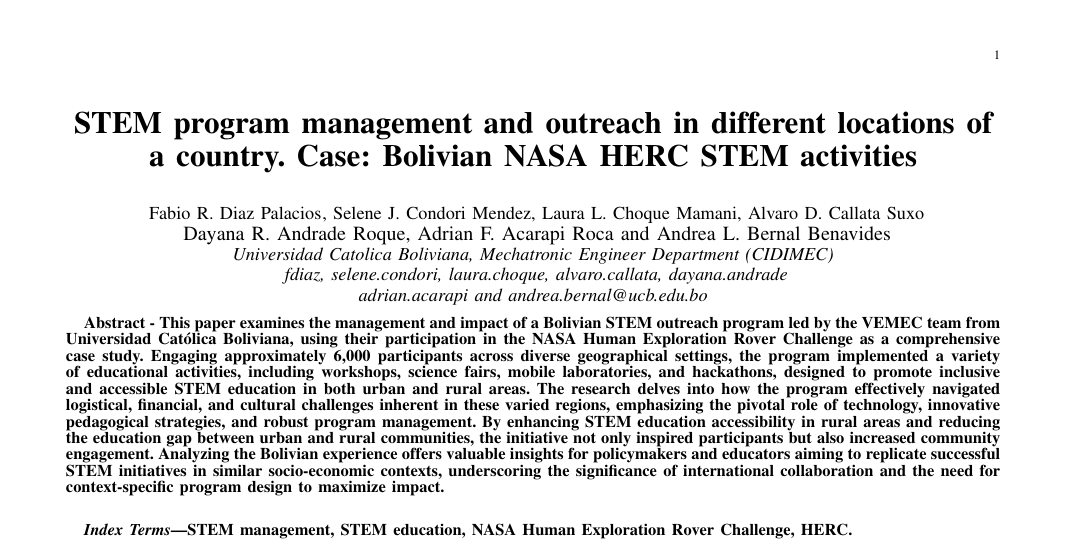 1
STEM program management and outreach in different locations of
a country. Case: Bolivian NASA HERC STEM activities
Fabio R. Diaz Palacios, Selene J. Condori Mendez, Laura L. Choque Mamani, Alvaro D. Callata Suxo
Dayana R. Andrade Roque, Adrian F. Acarapi Roca and Andrea L. Bernal Benavides
Universidad Catolica Boliviana, Mechatronic Engineer Department (CIDIMEC)
fdiaz, selene.condori, laura.choque, alvaro.callata, dayana.andrade
adrian.acarapi and andrea.bernal@ucb.edu.bo
Abstract - This paper examines the management and impact of a Bolivian STEM outreach program led by the VEMEC team from
Universidad Católica Boliviana, using their participation in the NASA Human Exploration Rover Challenge as a comprehensive
case study. Engaging approximately 6,000 participants across diverse geographical settings, the program implemented a variety
of educational activities, including workshops, science fairs, mobile laboratories, and hackathons, designed to promote inclusive
and accessible STEM education in both urban and rural areas. The research delves into how the program effectively navigated
logistical, financial, and cultural challenges inherent in these varied regions, emphasizing the pivotal role of technology, innovative
pedagogical strategies, and robust program management. By enhancing STEM education accessibility in rural areas and reducing
the education gap between urban and rural communities, the initiative not only inspired participants but also increased community
engagement. Analyzing the Bolivian experience offers valuable insights for policymakers and educators aiming to replicate successful
STEM initiatives in similar socio-economic contexts, underscoring the significance of international collaboration and the need for
context-specific program design to maximize impact.
Index Terms—STEM management, STEM education, NASA Human Exploration Rover Challenge, HERC.